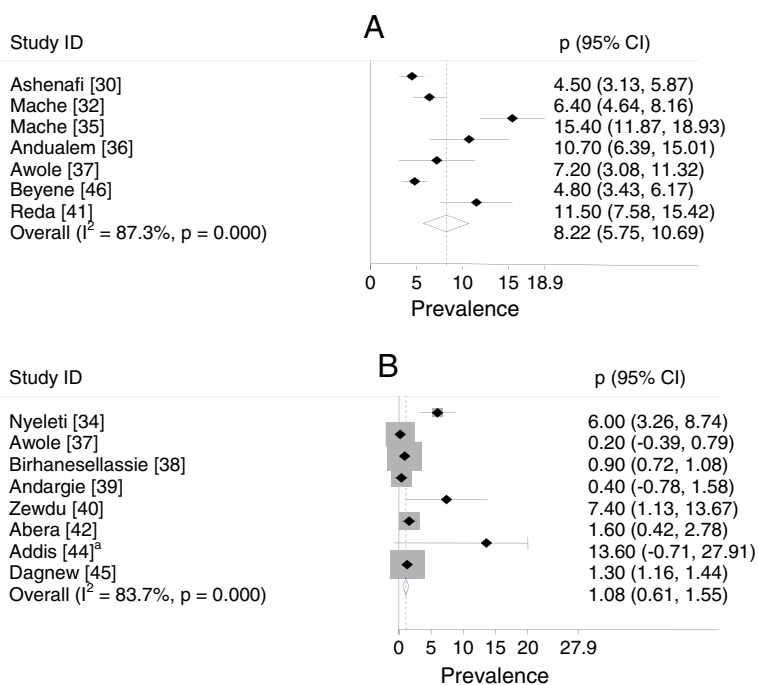 A
Study ID p (95% CI)
Ashenafi [30] 4.50 (3.13, 5.87)
Mache [32] 6.40 (4.64, 8.16)
Mache [35] 15.40 (11.87, 18.93)
Andualem [36] 10.70 (6.39, 15.01)
Awole [37] 7.20 (3.08, 11.32)
Beyene [46] 4.80 (3.43, 6.17)
Reda [41] 11.50 (7.58, 15.42)
Overall (I² = 87.3%, p = 0.000) 8.22 (5.75, 10.69)
0 5 10 15 18.9
Prevalence
B
Study ID p (95% CI)
Nyeleti [34] 6.00 (3.26, 8.74)
Awole [37] 0.20 (-0.39, 0.79)
Birhanesellassie [38] 0.90 (0.72, 1.08)
Andargie [39] 0.40 (-0.78, 1.58)
Zewdu [40] 7.40 (1.13, 13.67)
Abera [42] 1.60 (0.42, 2.78)
Addis [44]ᵃ 13.60 (-0.71, 27.91)
Dagnew [45] 1.30 (1.16, 1.44)
Overall (I² = 83.7%, p = 0.000) 1.08 (0.61, 1.55)
0 5 10 15 20 27.9
Prevalence